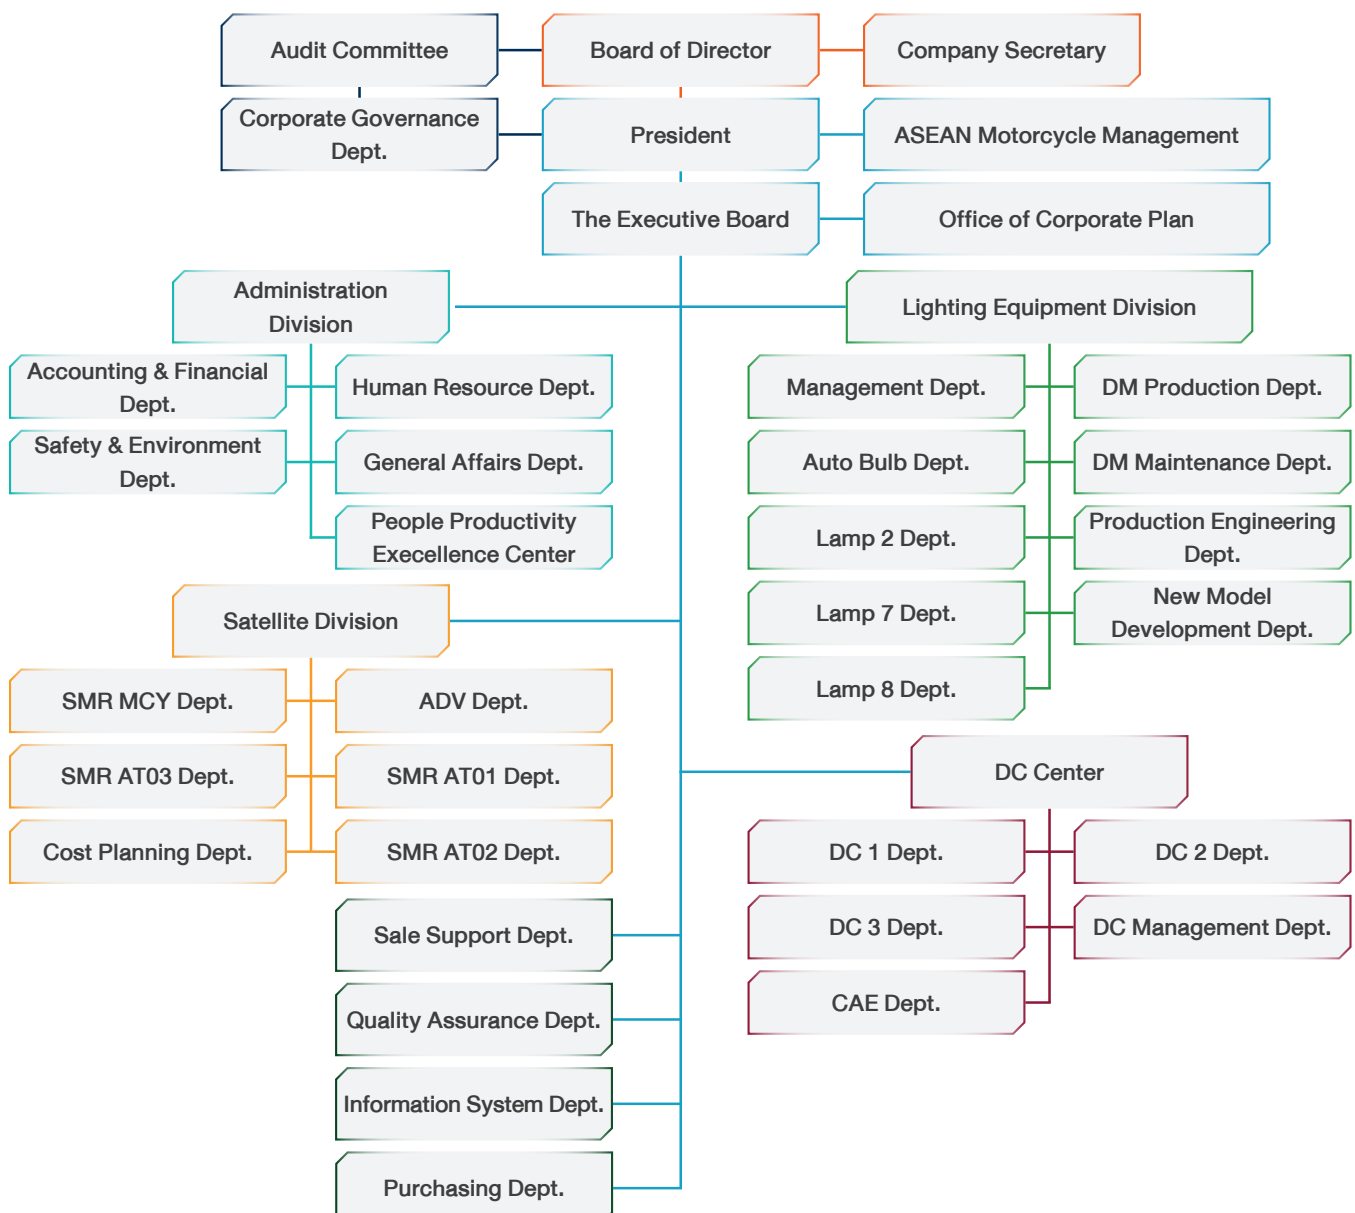 Audit Committee
Board of Director
Company Secretary
Corporate Governance
Dept.
President
ASEAN Motorcycle Management
The Executive Board
Office of Corporate Plan
Administration
Division
Lighting Equipment Division
Accounting & Financial
Dept.
Human Resource Dept.
Safety & Environment
Dept.
General Affairs Dept.
People Productivity
Execellence Center
Management Dept.
DM Production Dept.
Auto Bulb Dept.
DM Maintenance Dept.
Lamp 2 Dept.
Production Engineering
Dept.
Lamp 7 Dept.
New Model
Development Dept.
Lamp 8 Dept.
Satellite Division
SMR MCY Dept.
ADV Dept.
SMR AT03 Dept.
SMR AT01 Dept.
Cost Planning Dept.
SMR AT02 Dept.
DC Center
DC 1 Dept.
DC 2 Dept.
DC 3 Dept.
DC Management Dept.
CAE Dept.
Sale Support Dept.
Quality Assurance Dept.
Information System Dept.
Purchasing Dept.